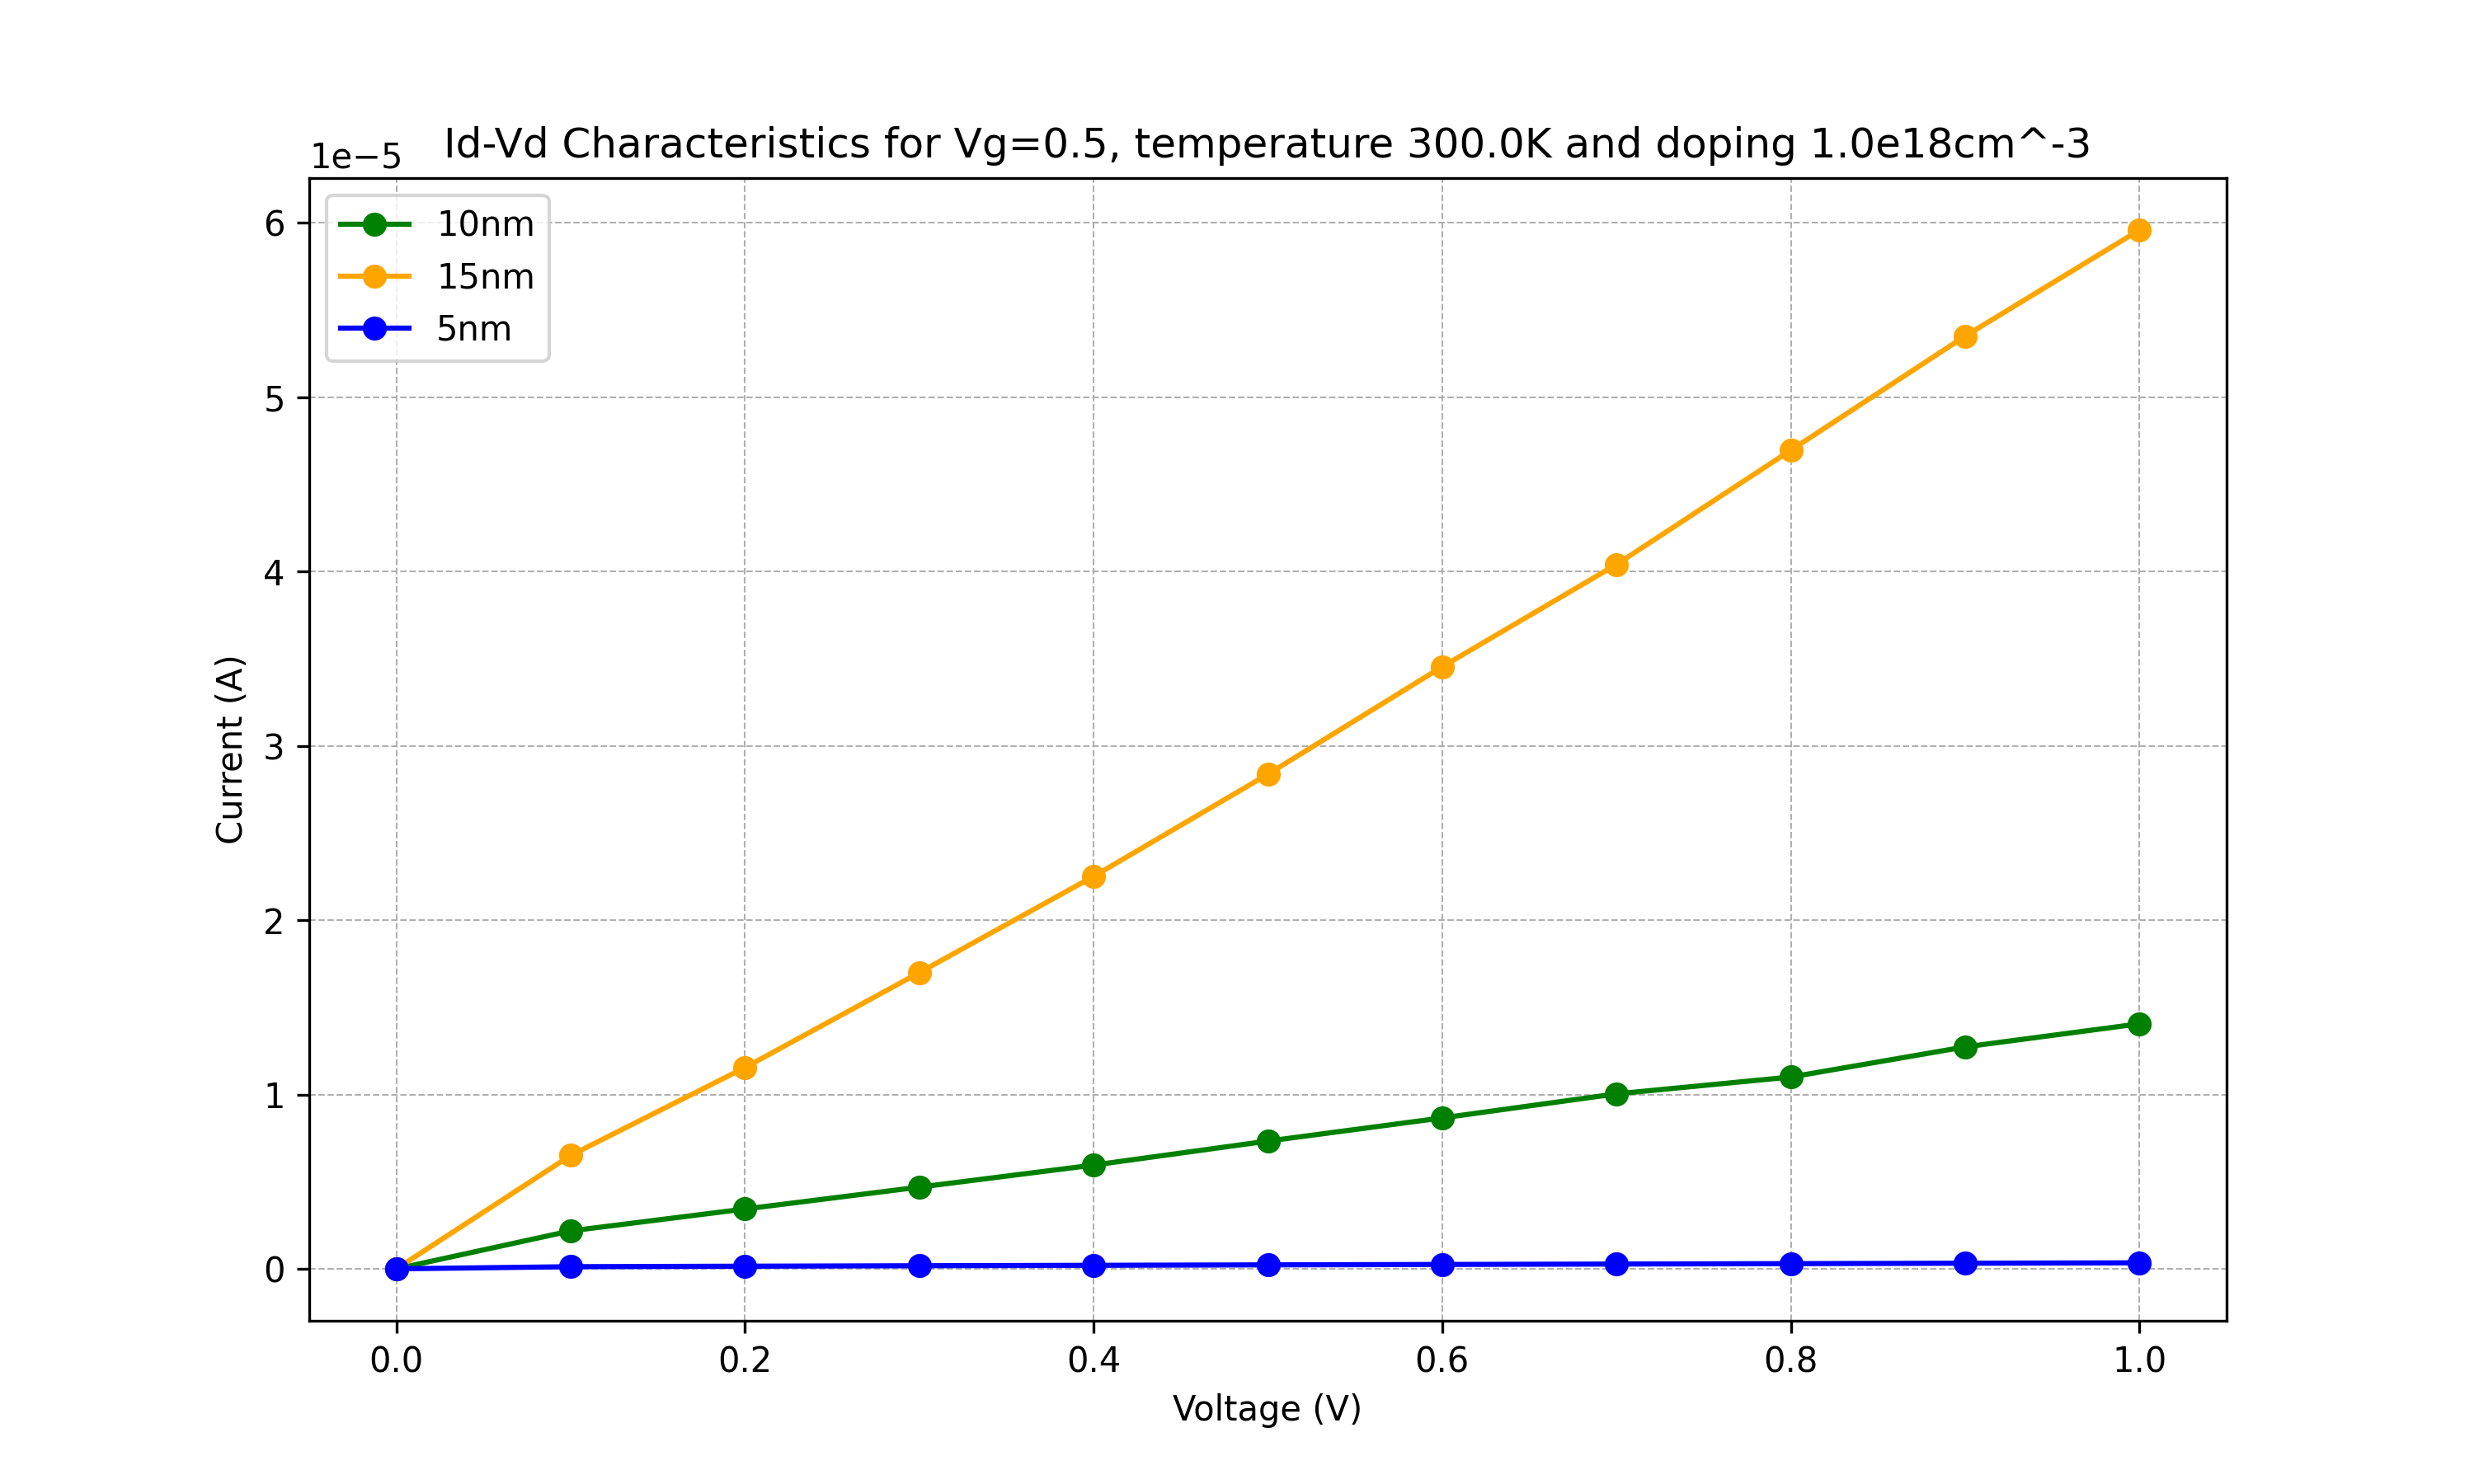 Id-Vd Characteristics for Vg=0.5, temperature 300.0K and doping 1.0e18cm^-3
1e−5
10nm
15nm
5nm
6
5
4
3
2
1
0
Current (A)
0.0 0.2 0.4 0.6 0.8 1.0
Voltage (V)